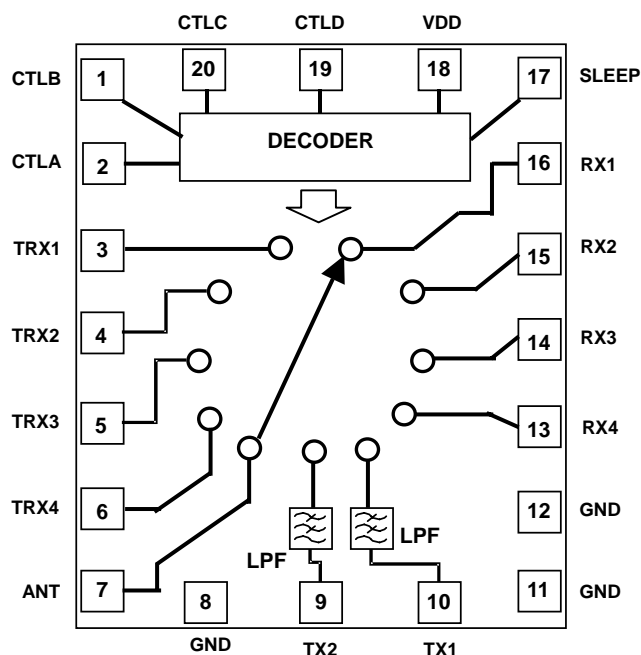 CTLC CTLD VDD
CTLB 1 20 19 18 17 SLEEP
DECODER
CTLA 2 16 RX1
TRX1 3 15 RX2
TRX2 4 14 RX3
TRX3 5 13 RX4
TRX4 6 12 GND
LPF LPF
ANT 7 8 9 10 11 GND
GND TX2 TX1